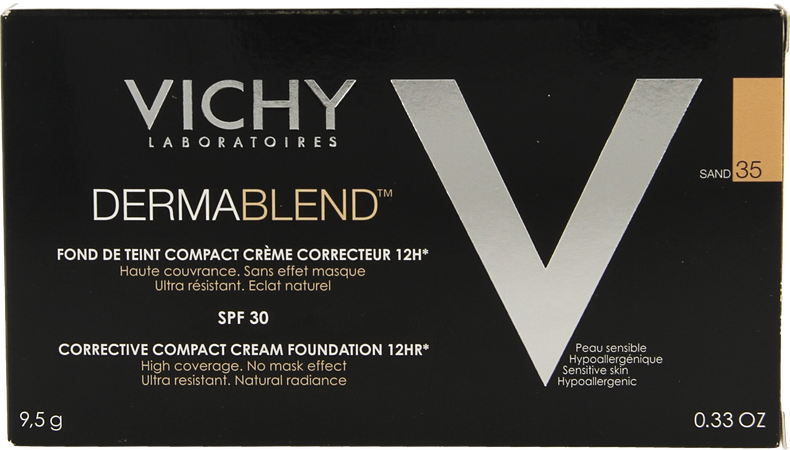 VICHY
LABORATOIRES
DERMABLEND™
FOND DE TEINT COMPACT CRÈME CORRECTEUR 12H*
Haute couvrance. Sans effet masque
Ultra résistant. Eclat naturel
SPF 30
CORRECTIVE COMPACT CREAM FOUNDATION 12HR*
High coverage. No mask effect
Ultra resistant. Natural radiance
9,5 g
V
SAND 35
Peau sensible
Hypoallergénique
Sensitive skin
Hypoallergenic
0.33 OZ